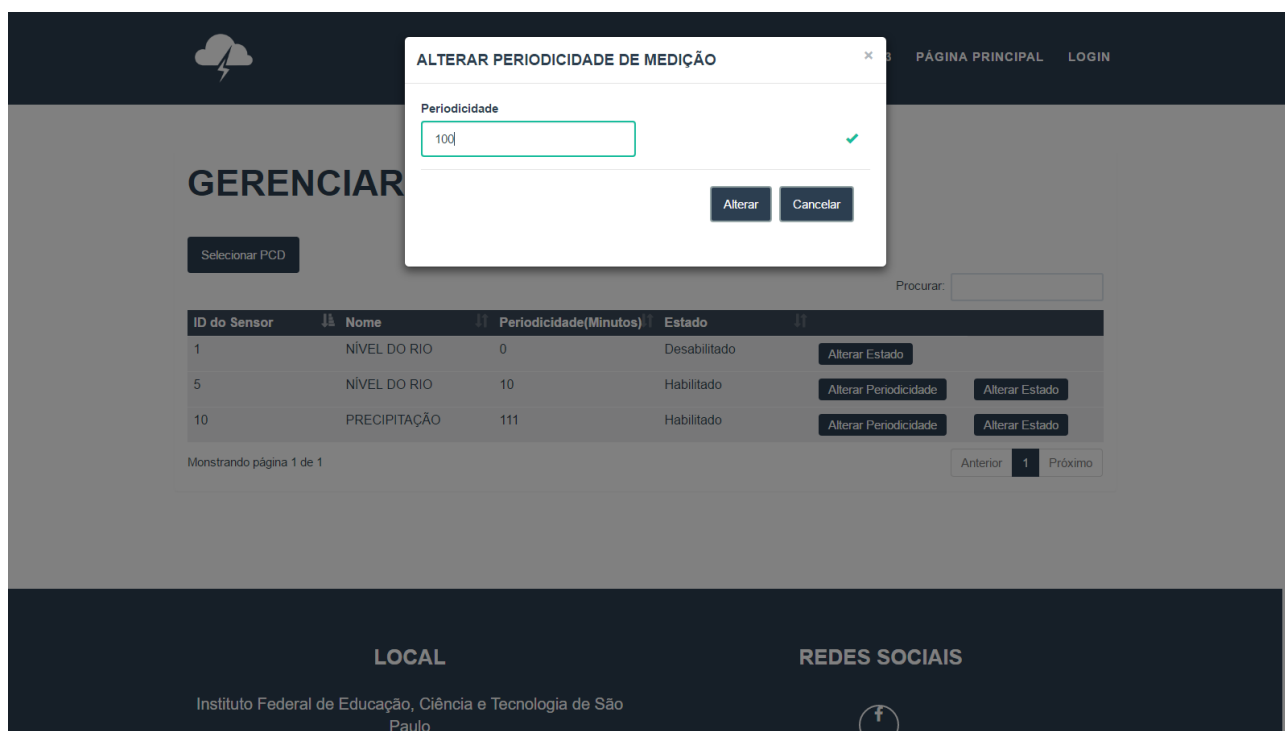 ALTERAR PERIODICIDADE DE MEDIÇÃO ×
3 PÁGINA PRINCIPAL LOGIN
Periodicidade
100
Alterar Cancelar
GERENCIAR
Selecionar PCD
Procurar:
ID do Sensor Nome Periodicidade(Minutos) Estado
1 NÍVEL DO RIO 0 Desabilitado Alterar Estado
5 NÍVEL DO RIO 10 Habilitado Alterar Periodicidade Alterar Estado
10 PRECIPITAÇÃO 111 Habilitado Alterar Periodicidade Alterar Estado
Monstrando página 1 de 1 Anterior 1 Próximo
LOCAL REDES SOCIAIS
Instituto Federal de Educação, Ciência e Tecnologia de São
Paulo